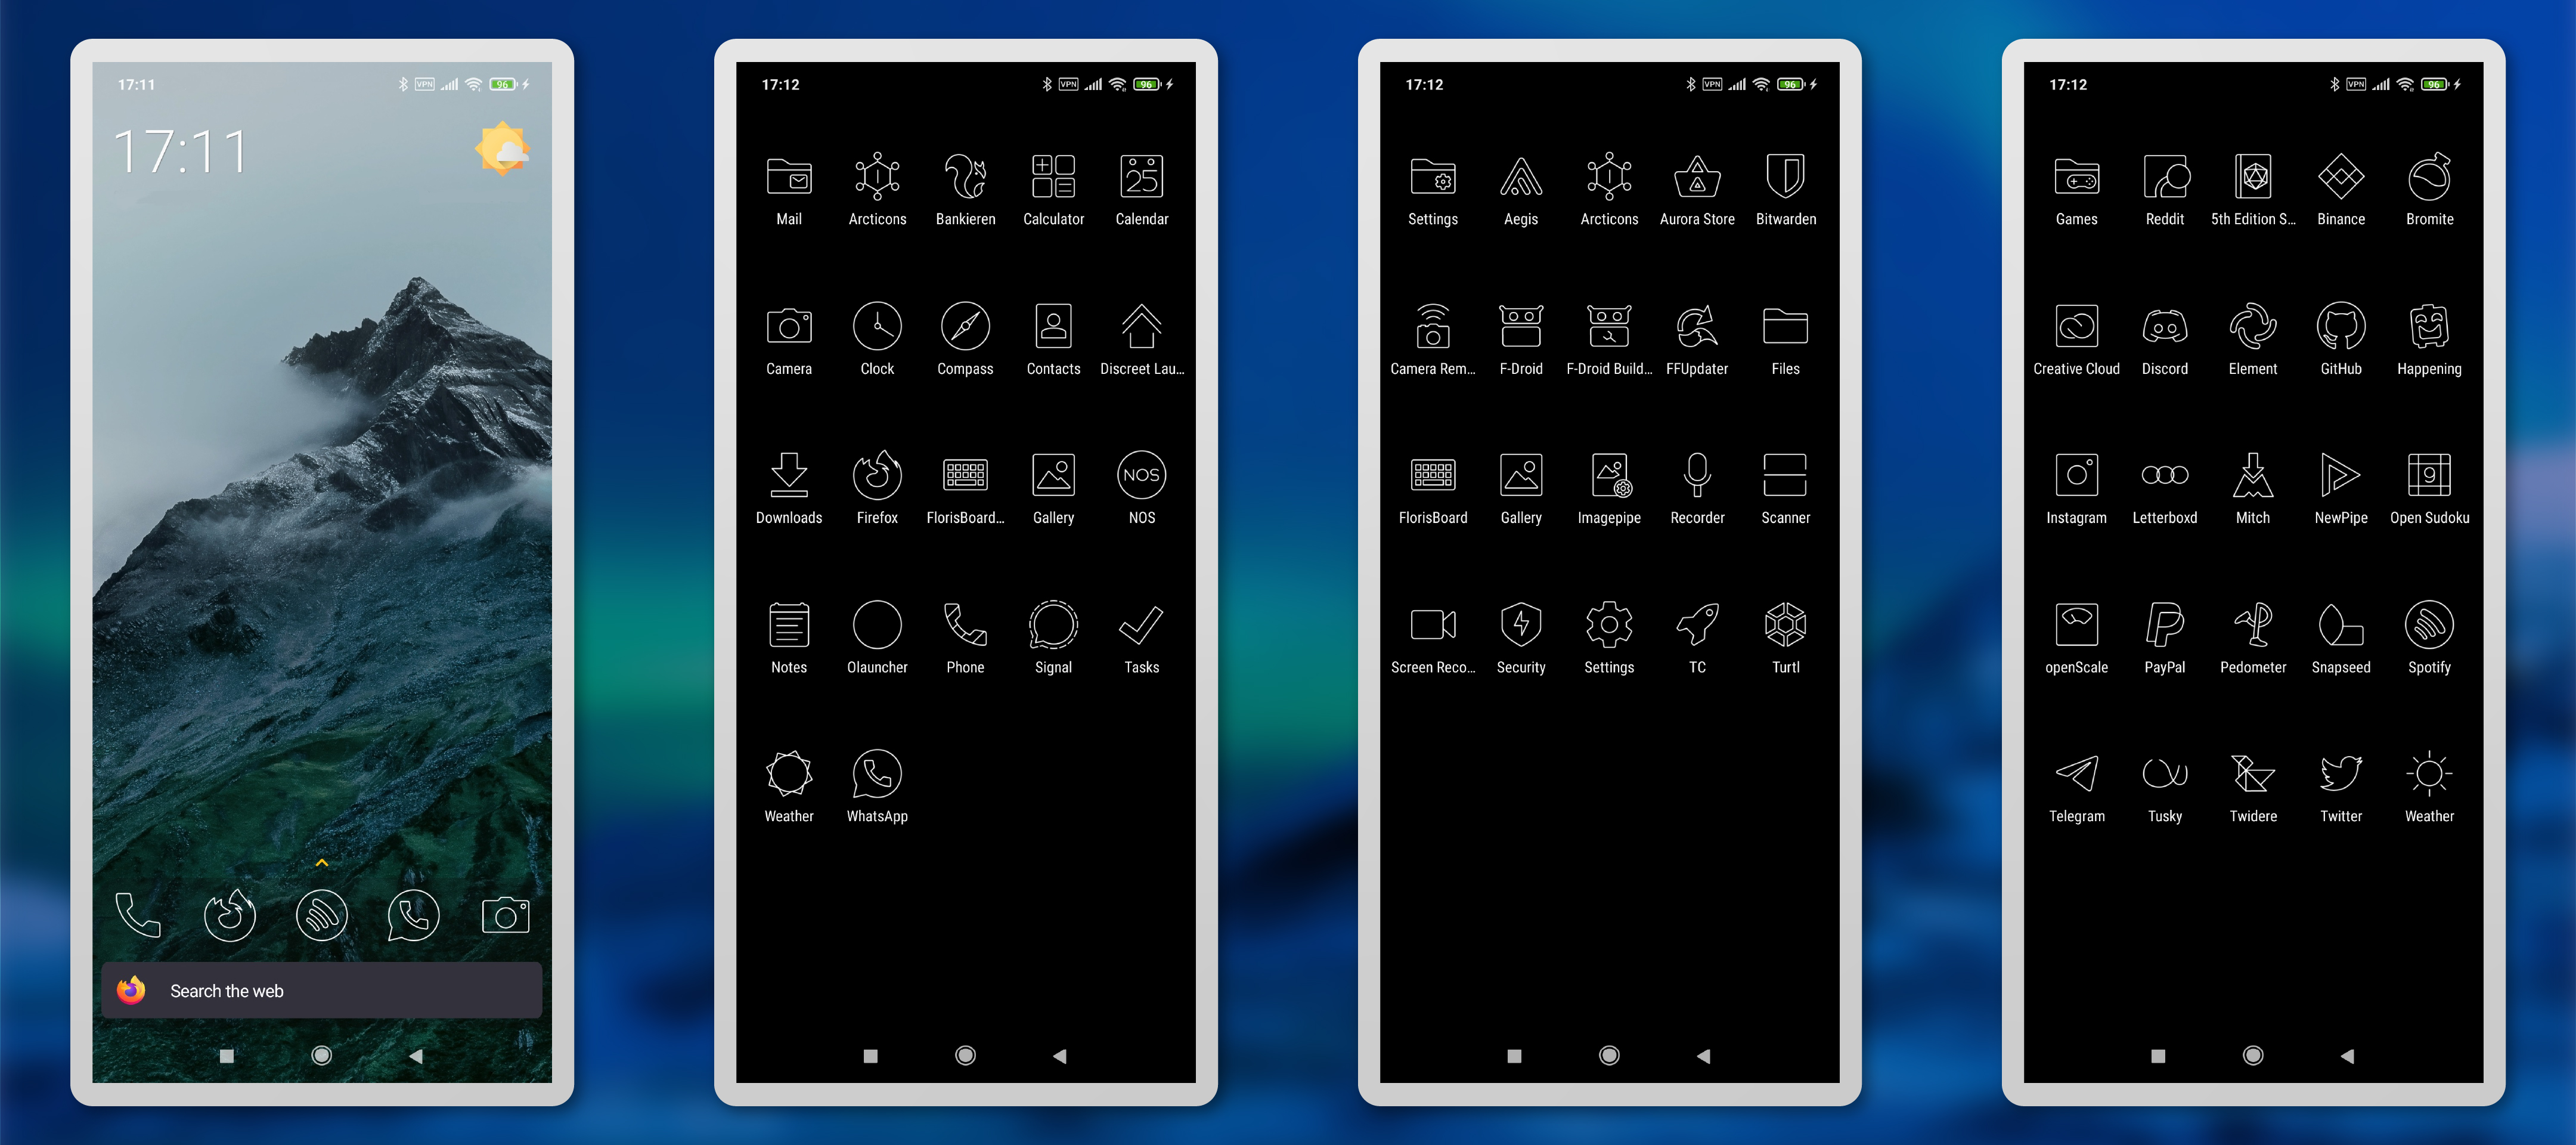 17:11 VPN 96
17:11
Search the web
17:12 VPN 96
Mail Arcticons Bankieren Calculator Calendar
25
Camera Clock Compass Contacts Discreet Lau...
NOS
Downloads Firefox FlorisBoard... Gallery NOS
Notes Olauncher Phone Signal Tasks
Weather WhatsApp
17:12 VPN 96
Settings Aegis Arcticons Aurora Store Bitwarden
Camera Rem... F-Droid F-Droid Build... FFUpdater Files
FlorisBoard Gallery Imagepipe Recorder Scanner
Screen Reco... Security Settings TC Turtl
17:12 VPN 96
Games Reddit 5th Edition S... Binance Bromite
Creative Cloud Discord Element GitHub Happening
9
Instagram Letterboxd Mitch NewPipe Open Sudoku
openScale PayPal Pedometer Snapseed Spotify
Telegram Tusky Twidere Twitter Weather